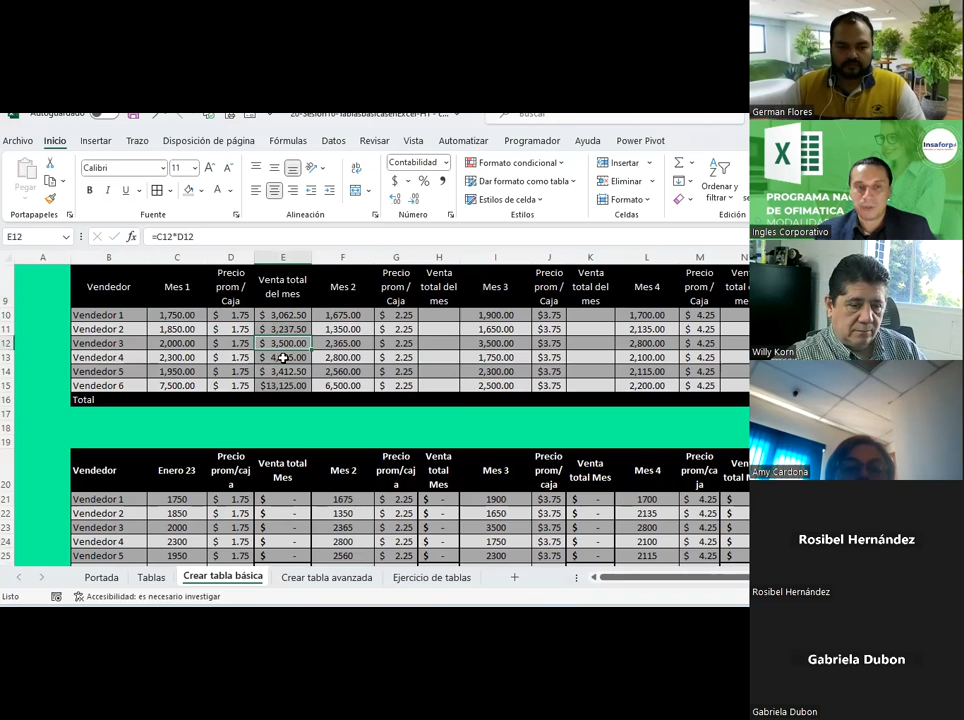 Autoguardado
20-Sesion10-TablasBasicasenExcel-H1 - c...
Buscar
Archivo Inicio Insertar Trazo Disposición de página Fórmulas Datos Revisar Vista Automatizar Programador Ayuda Power Pivot
Pegar
Calibri 11
N K S
Contabilidad
$ % 000
Formato condicional
Dar formato como tabla
Estilos de celda
Insertar
Eliminar
Formato
Ordenar y
filtrar
Portapapeles Fuente Alineación Número Estilos Celdas Edición
E12 fx =C12*D12
A B C D E F G H I J K L M N
9 Vendedor Mes 1 Precio prom / Caja Venta total del mes Mes 2 Precio prom / Caja Venta total del mes Mes 3 Precio prom / Caja Venta total del mes Mes 4 Precio prom / Caja
10 Vendedor 1 1,750.00 $ 1.75 $ 3,062.50 1,675.00 $ 2.25 1,900.00 $3.75 1,700.00 $ 4.25
11 Vendedor 2 1,850.00 $ 1.75 $ 3,237.50 1,350.00 $ 2.25 1,650.00 $3.75 2,135.00 $ 4.25
12 Vendedor 3 2,000.00 $ 1.75 $ 3,500.00 2,365.00 $ 2.25 3,500.00 $3.75 2,800.00 $ 4.25
13 Vendedor 4 2,300.00 $ 1.75 $ 2,800.00 $ 2.25 1,750.00 $3.75 2,100.00 $ 4.25
14 Vendedor 5 1,950.00 $ 1.75 $ 3,412.50 2,560.00 $ 2.25 2,300.00 $3.75 2,115.00 $ 4.25
15 Vendedor 6 7,500.00 $ 1.75 $13,125.00 6,500.00 $ 2.25 2,500.00 $3.75 2,200.00 $ 4.25
16 Total
17
18
19
20 Vendedor Enero 23 Precio prom/caja Venta total Mes Mes 2 Precio prom/caja Venta total Mes Mes 3 Precio prom/caja Venta total Mes Mes 4 Precio prom/caja
21 Vendedor 1 1750 $ 1.75 $ - 1675 $ 2.25 $ - 1900 $3.75 $ - 1700 $ 4.25 $
22 Vendedor 2 1850 $ 1.75 $ - 1350 $ 2.25 $ - 1650 $3.75 $ - 2135 $ 4.25 $
23 Vendedor 3 2000 $ 1.75 $ - 2365 $ 2.25 $ - 3500 $3.75 $ - 2800 $ 4.25 $
24 Vendedor 4 2300 $ 1.75 $ - 2800 $ 2.25 $ - 1750 $3.75 $ - 2100 $ 4.25 $
25 Vendedor 5 1950 $ 1.75 $ - 2560 $ 2.25 $ - 2300 $3.75 $ - 2115 $ 4.25 $
Portada Tablas Crear tabla básica Crear tabla avanzada Ejercicio de tablas
Listo Accesibilidad: es necesario investigar
German Flores
Insaforp
PROGRAMA
DE OFIMÁTICA
Ingles Corporativo
Willy Korn
Amy Cardona
Rosibel Hernández
Rosibel Hernández
Gabriela Dubon
Gabriela Dubon